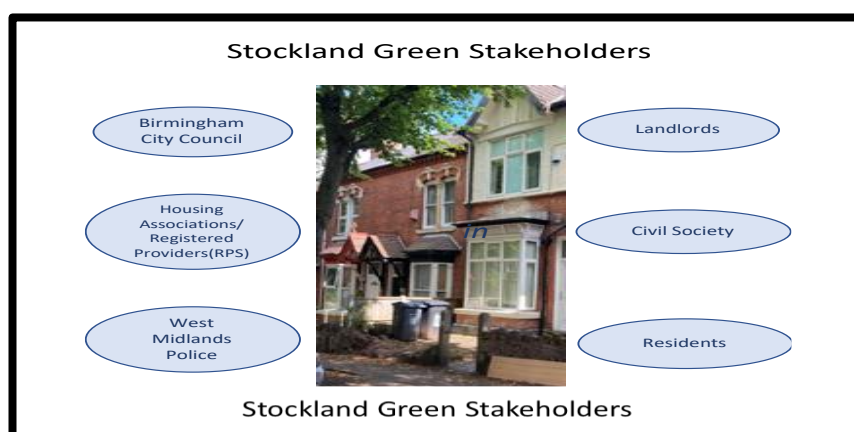 Stockland Green Stakeholders
Birmingham
City Council
Housing
Associations/
Registered
Providers(RPS)
West
Midlands
Police
in
Landlords
Civil Society
Residents
Stockland Green Stakeholders